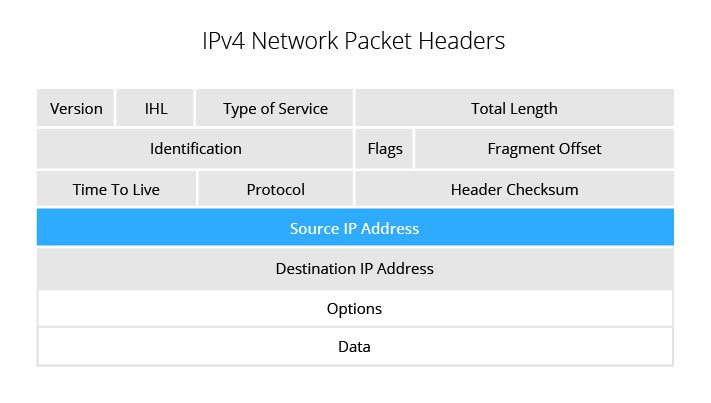 IPv4 Network Packet Headers
Version IHL Type of Service Total Length
Identification Flags Fragment Offset
Time To Live Protocol Header Checksum
Source IP Address
Destination IP Address
Options
Data